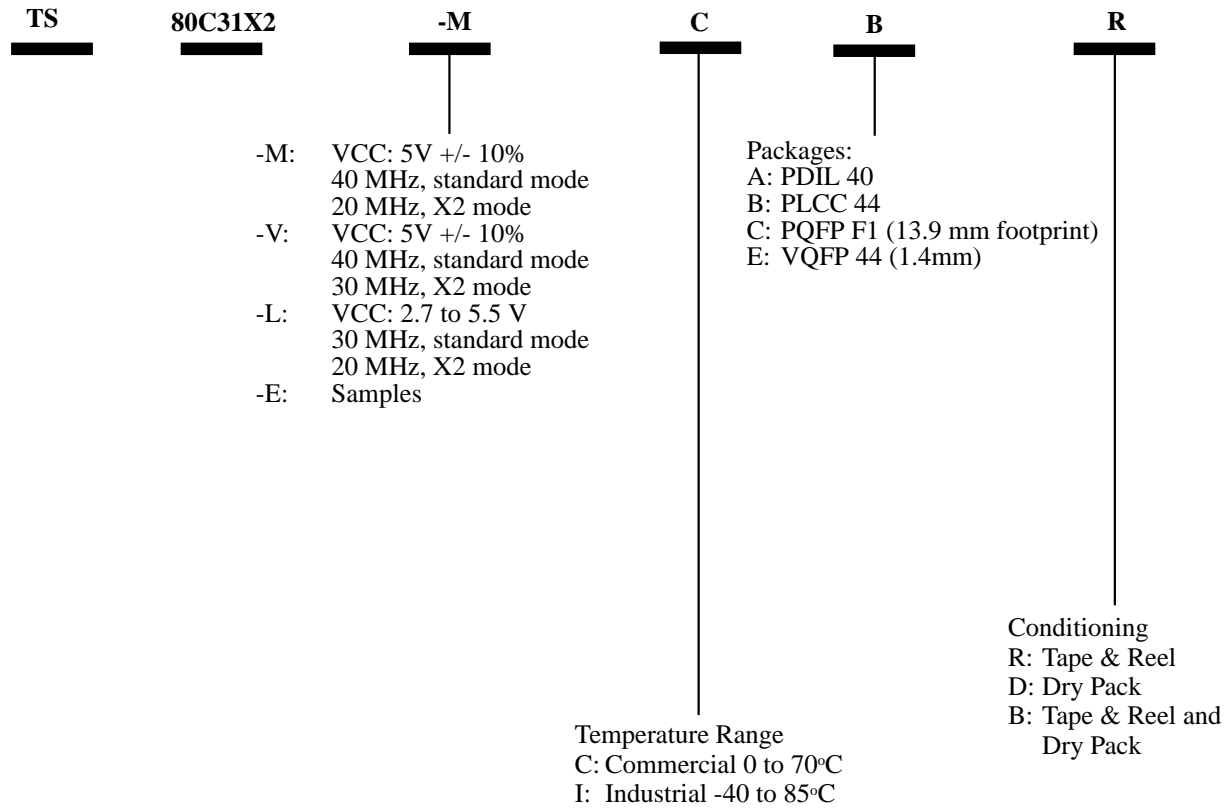 TS 80C31X2 -M C B R
-M: VCC: 5V +/- 10%
40 MHz, standard mode
20 MHz, X2 mode
-V: VCC: 5V +/- 10%
40 MHz, standard mode
30 MHz, X2 mode
-L: VCC: 2.7 to 5.5 V
30 MHz, standard mode
20 MHz, X2 mode
-E: Samples
Packages:
A: PDIL 40
B: PLCC 44
C: PQFP F1 (13.9 mm footprint)
E: VQFP 44 (1.4mm)
Temperature Range
C: Commercial 0 to 70°C
I: Industrial -40 to 85°C
Conditioning
R: Tape & Reel
D: Dry Pack
B: Tape & Reel and
Dry Pack